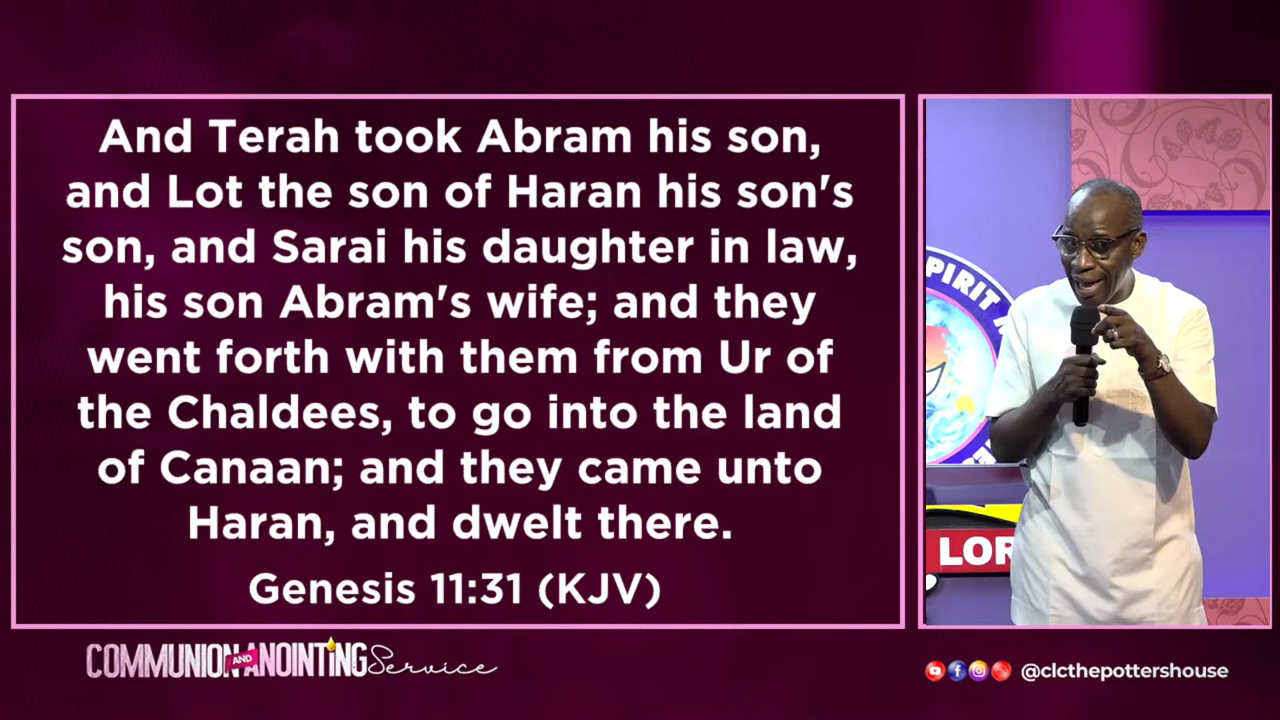 And Terah took Abram his son,
and Lot the son of Haran his son's
son, and Sarai his daughter in law,
his son Abram's wife; and they
went forth with them from Ur of
the Chaldees, to go into the land
of Canaan; and they came unto
Haran, and dwelt there.
Genesis 11:31 (KJV)
PIRIT
LOR
COMMUNION AND ANOINTING Service
@clcthepottershouse